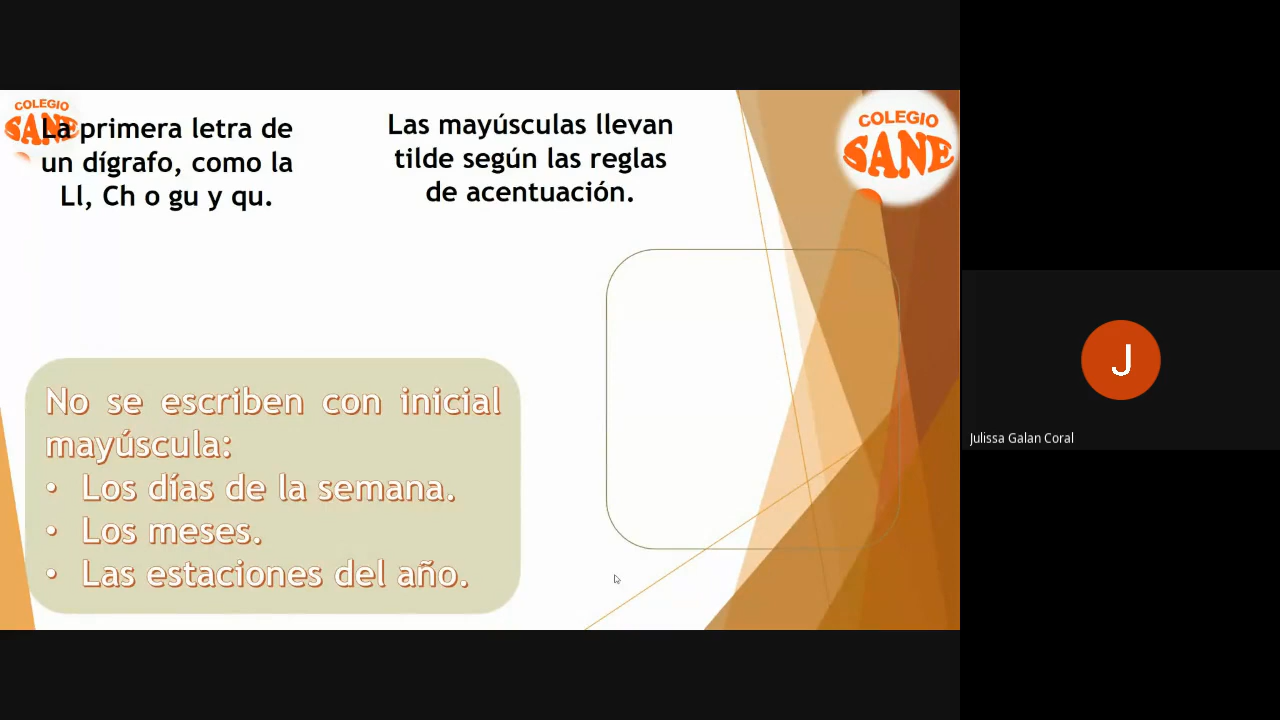 COLEGIO
SANE
La primera letra de
un dígrafo, como la
Ll, Ch o gu y qu.
Las mayúsculas llevan
tilde según las reglas
de acentuación.
COLEGIO
SANE
No se escriben con inicial
mayúscula:
• Los días de la semana.
• Los meses.
• Las estaciones del año.
J
Julissa Galan Coral